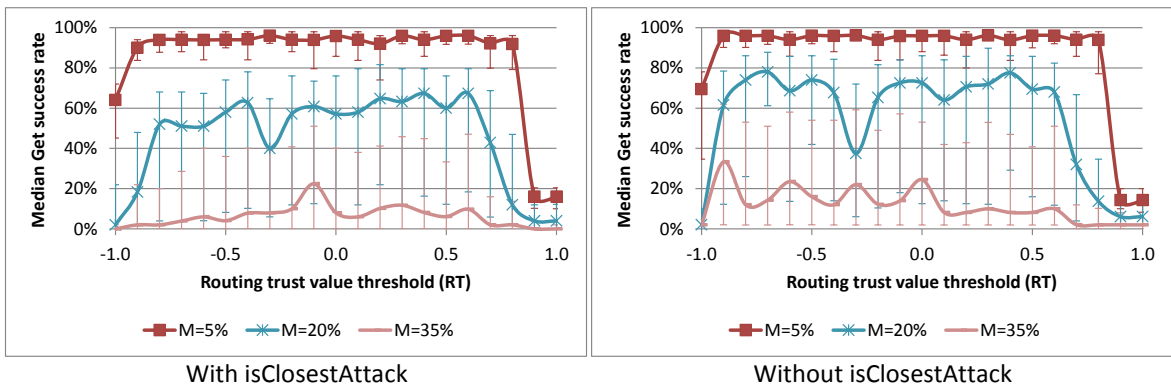 Median Get success rate
100%
80%
60%
40%
20%
0%
-1.0 -0.5 0.0 0.5 1.0
Routing trust value threshold (RT)
M=5% M=20% M=35%
With isClosestAttack
Median Get success rate
100%
80%
60%
40%
20%
0%
-1.0 -0.5 0.0 0.5 1.0
Routing trust value threshold (RT)
M=5% M=20% M=35%
Without isClosestAttack